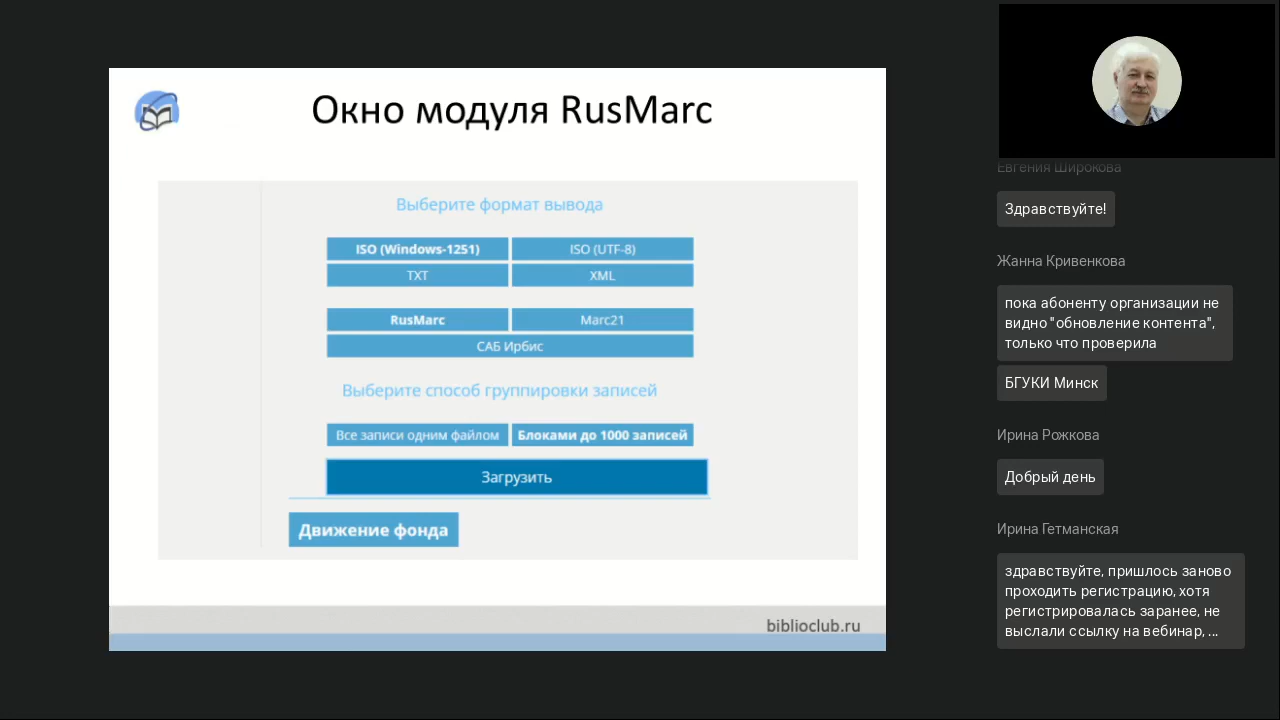 Окно модуля RusMarc
Выберите формат вывода
ISO (Windows-1251)
ISO (UTF-8)
TXT
XML
RusMarc
Marc21
САБ Ирбис
Выберите способ группировки записей
Все записи одним файлом
Блоками до 1000 записей
Загрузить
Движение фонда
biblioclub.ru
Евгения Широкова
Здравствуйте!
Жанна Кривенкова
пока абоненту организации не
видно "обновление контента",
только что проверила
БГУКИ Минск
Ирина Рожкова
Добрый день
Ирина Гетманская
здравствуйте, пришлось заново
проходить регистрацию, хотя
регистрировалась заранее, не
выслали ссылку на вебинар, ...